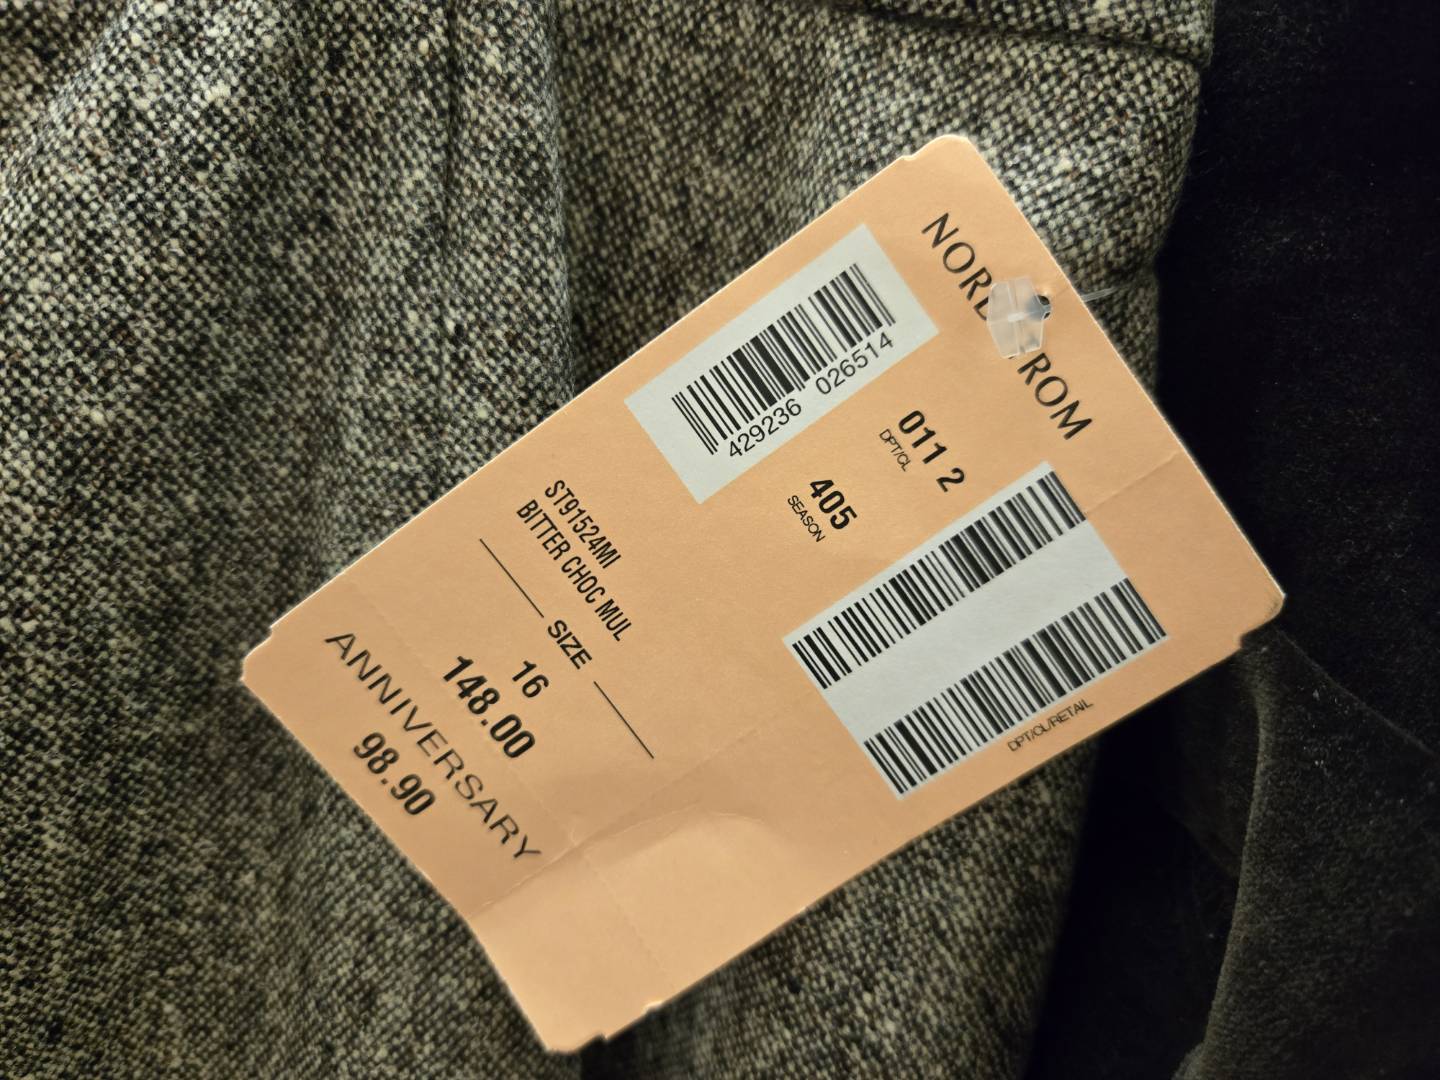 NORDSTROM
429236 026514
011 2
DPT/CL
405
SEASON
DPT/CL/RETAIL
ST91524MI
BITTER CHOC MUL
SIZE
16
148.00
ANNIVERSARY
98.90